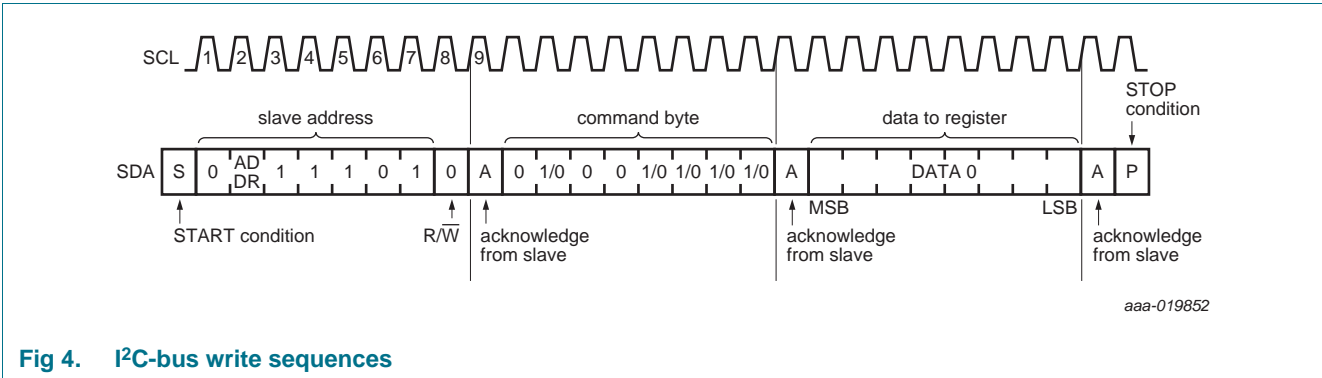 SCL 1 2 3 4 5 6 7 8 9
STOP
condition
slave address command byte data to register
SDA S 0 AD
DR 1 1 1 0 1 0 A 0 1/0 0 0 1/0 1/0 1/0 1/0 A DATA 0 A P
MSB LSB
START condition R/W̅ acknowledge
from slave acknowledge
from slave acknowledge
from slave
aaa-019852
Fig 4. I²C-bus write sequences